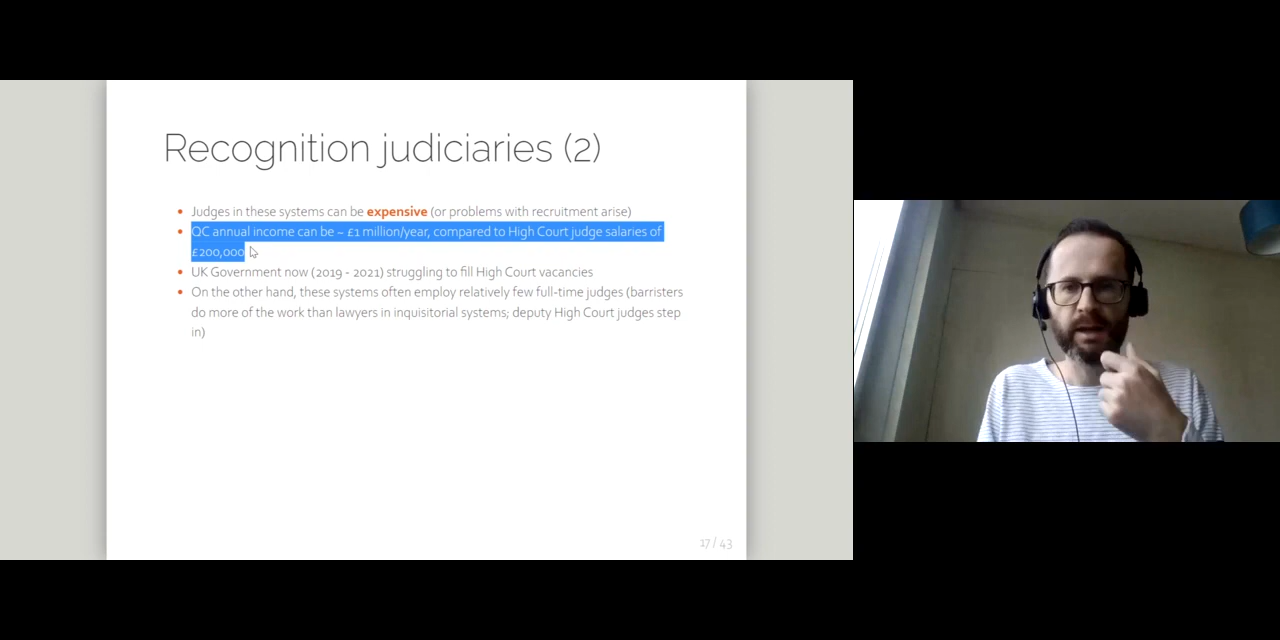 Recognition judiciaries (2)
• Judges in these systems can be expensive (or problems with recruitment arise)
• QC annual income can be ~ £1 million/year, compared to High Court judge salaries of
£200,000
• UK Government now (2019 - 2021) struggling to fill High Court vacancies
• On the other hand, these systems often employ relatively few full-time judges (barristers
do more of the work than lawyers in inquisitorial systems; deputy High Court judges step
in)
17 / 43